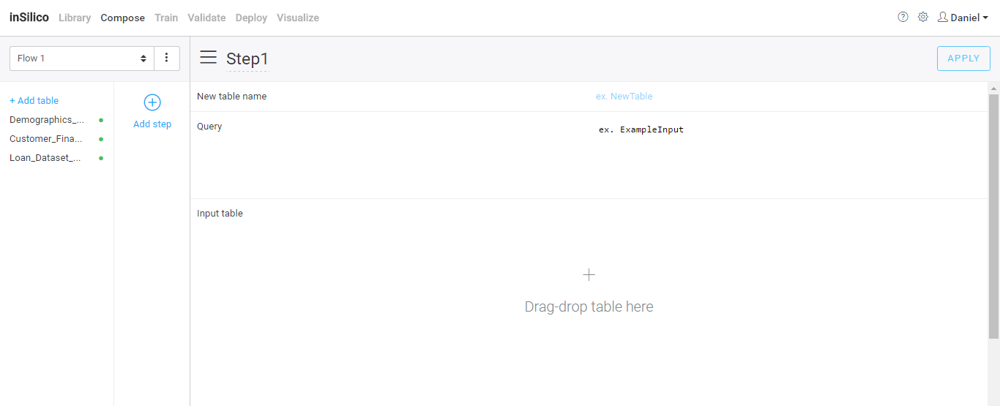 inSilico Library Compose Train Validate Deploy Visualize Daniel
Flow 1
Step1
APPLY
+ Add table
Demographics_...
Customer_Fina...
Loan_Dataset_...
Add step
New table name
ex. NewTable
Query
ex. ExampleInput
Input table
Drag-drop table here